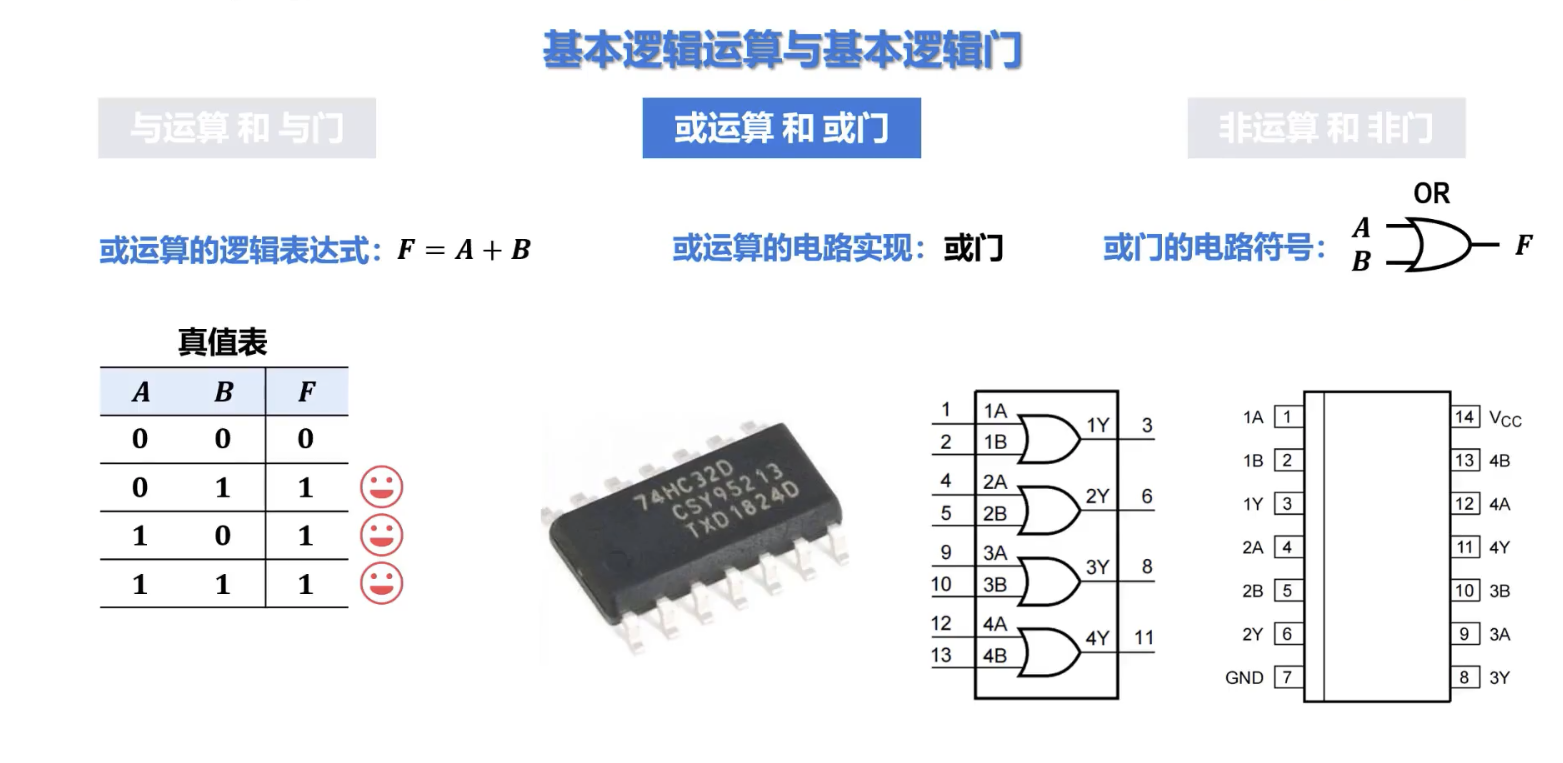 基本逻辑运算与基本逻辑门
与运算 和 与门
或运算 和 或门
非运算 和 非门
或运算的逻辑表达式：F = A + B
或运算的电路实现：或门
或门的电路符号：
OR
A
B
F
真值表
A B F
0 0 0
0 1 1
1 0 1
1 1 1
74HC32D
CSY95213
TXD1824D
1 1A
2 1B
1Y 3
4 2A
5 2B
2Y 6
9 3A
10 3B
3Y 8
12 4A
13 4B
4Y 11
1A 1 14 VCC
1B 2 13 4B
1Y 3 12 4A
2A 4 11 4Y
2B 5 10 3B
2Y 6 9 3A
GND 7 8 3Y